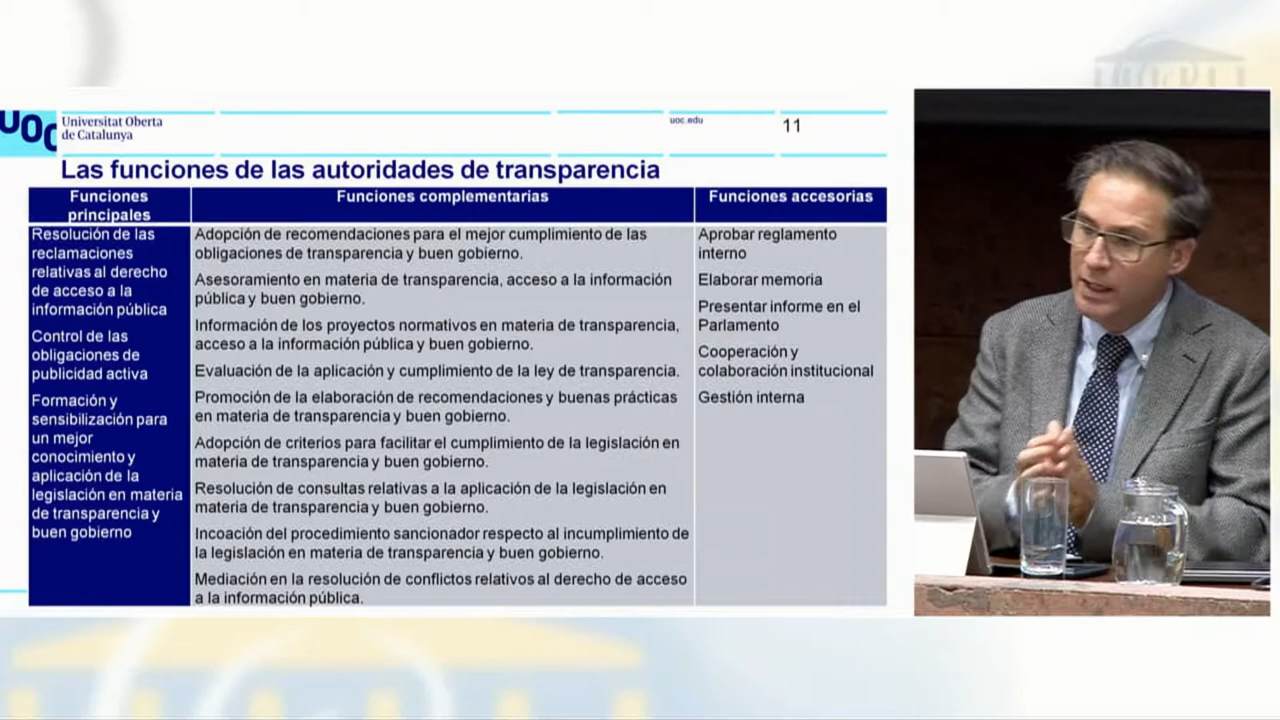 UOC
Universitat Oberta
de Catalunya
uoc.edu
11
Las funciones de las autoridades de transparencia
Funciones
principales
Funciones complementarias
Funciones accesorias
Resolución de las
reclamaciones
relativas al derecho
de acceso a la
información pública
Control de las
obligaciones de
publicidad activa
Formación y
sensibilización para
un mejor
conocimiento y
aplicación de la
legislación en materia
de transparencia y
buen gobierno
Adopción de recomendaciones para el mejor cumplimiento de las
obligaciones de transparencia y buen gobierno.
Asesoramiento en materia de transparencia, acceso a la información
pública y buen gobierno.
Información de los proyectos normativos en materia de transparencia,
acceso a la información pública y buen gobierno.
Evaluación de la aplicación y cumplimiento de la ley de transparencia.
Promoción de la elaboración de recomendaciones y buenas prácticas
en materia de transparencia y buen gobierno.
Adopción de criterios para facilitar el cumplimiento de la legislación en
materia de transparencia y buen gobierno.
Resolución de consultas relativas a la aplicación de la legislación en
materia de transparencia y buen gobierno.
Incoación del procedimiento sancionador respecto al incumplimiento de
la legislación en materia de transparencia y buen gobierno.
Mediación en la resolución de conflictos relativos al derecho de acceso
a la información pública.
Aprobar reglamento
interno
Elaborar memoria
Presentar informe en el
Parlamento
Cooperación y
colaboración institucional
Gestión interna